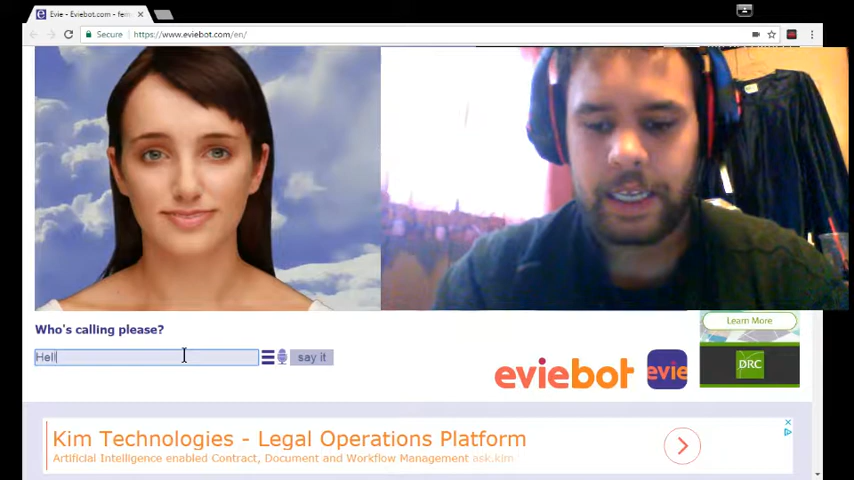 Evie - Eviebot.com - fem
Secure
https://www.eviebot.com/en/
Who's calling please?
Hell
say it
eviebot
evie
Learn More
DRC
Kim Technologies - Legal Operations Platform
Artificial Intelligence enabled Contract, Document and Workflow Management ask.kim